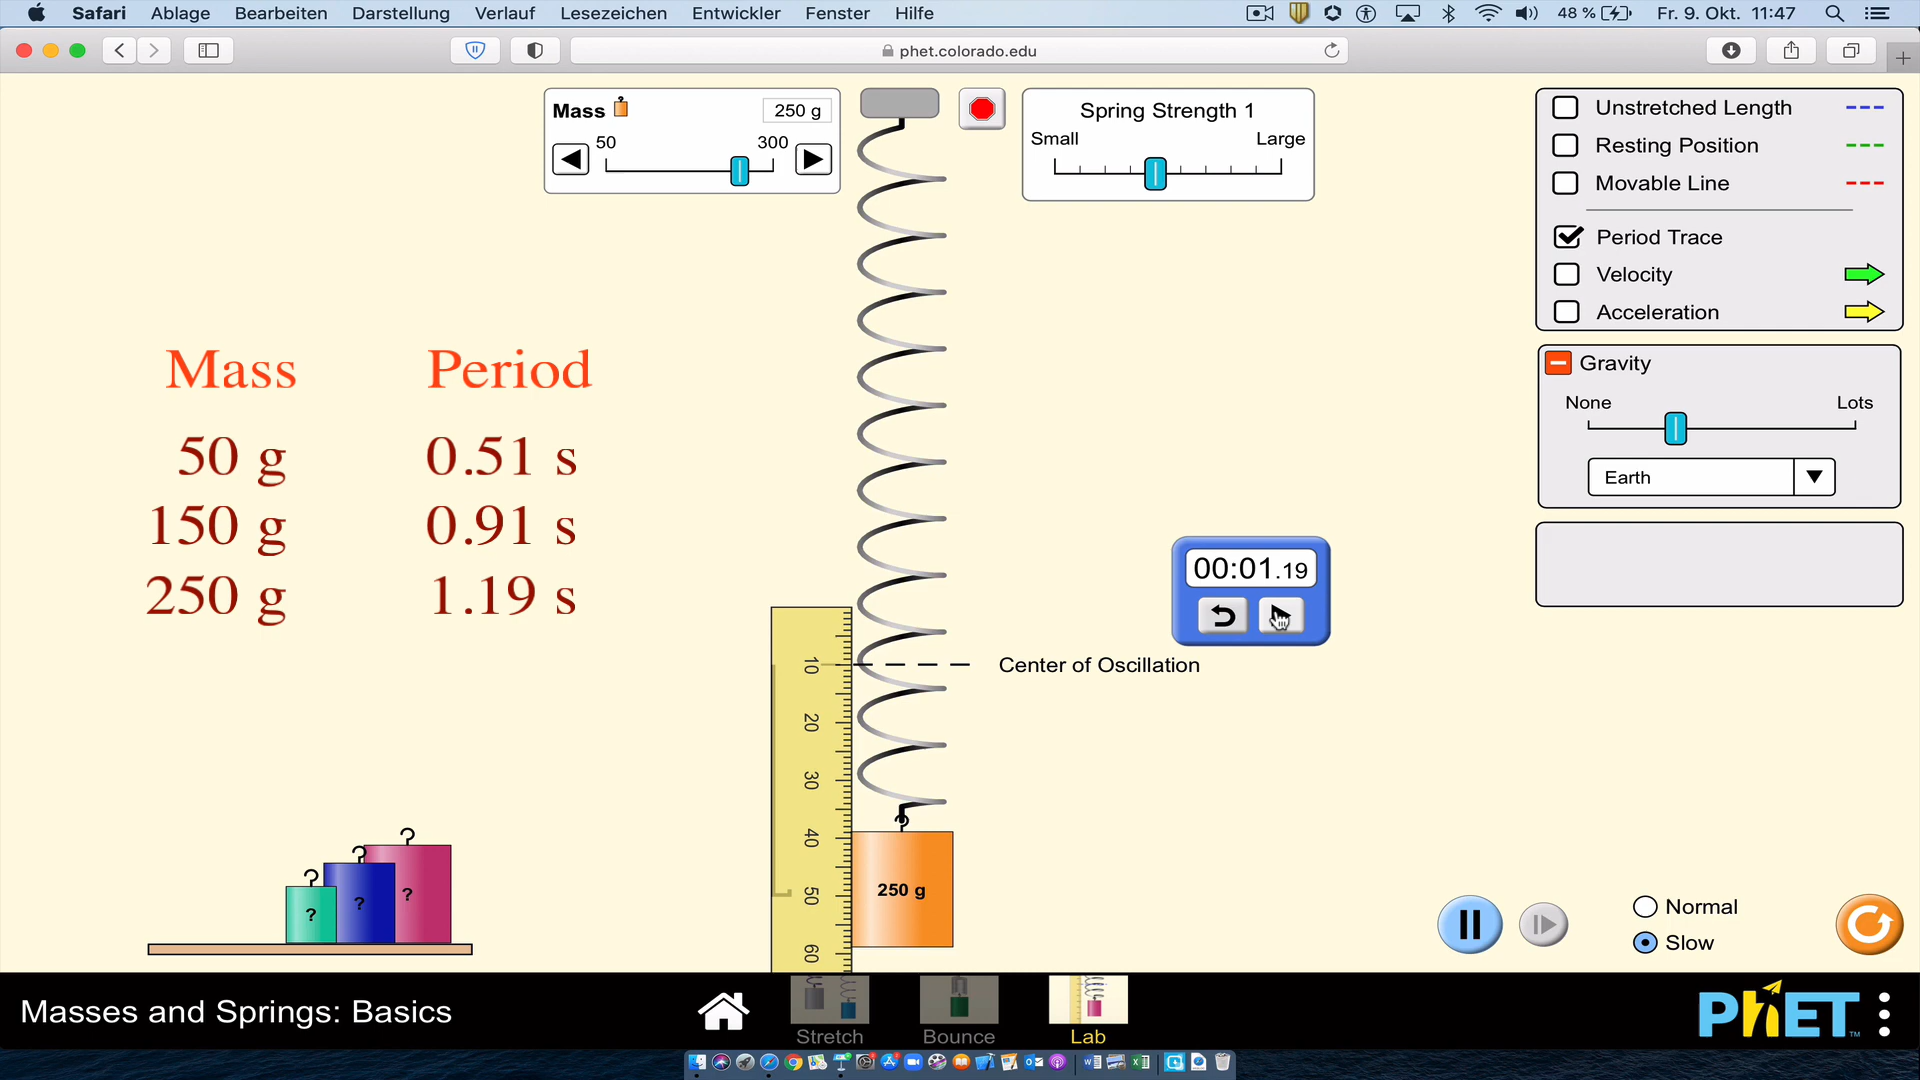 Safari Ablage Bearbeiten Darstellung Verlauf Lesezeichen Entwickler Fenster Hilfe 48 % Fr. 9. Okt. 11:47
phet.colorado.edu
Mass 250 g
50 300
Spring Strength 1
Small Large
Unstretched Length
Resting Position
Movable Line
Period Trace
Velocity
Acceleration
Gravity
None Lots
Earth
Mass Period
50 g 0.51 s
150 g 0.91 s
250 g 1.19 s
00:01.19
Center of Oscillation
10
20
30
40
50
60
250 g
?
?
?
Normal
Slow
Masses and Springs: Basics
Stretch
Bounce
Lab
PhET™